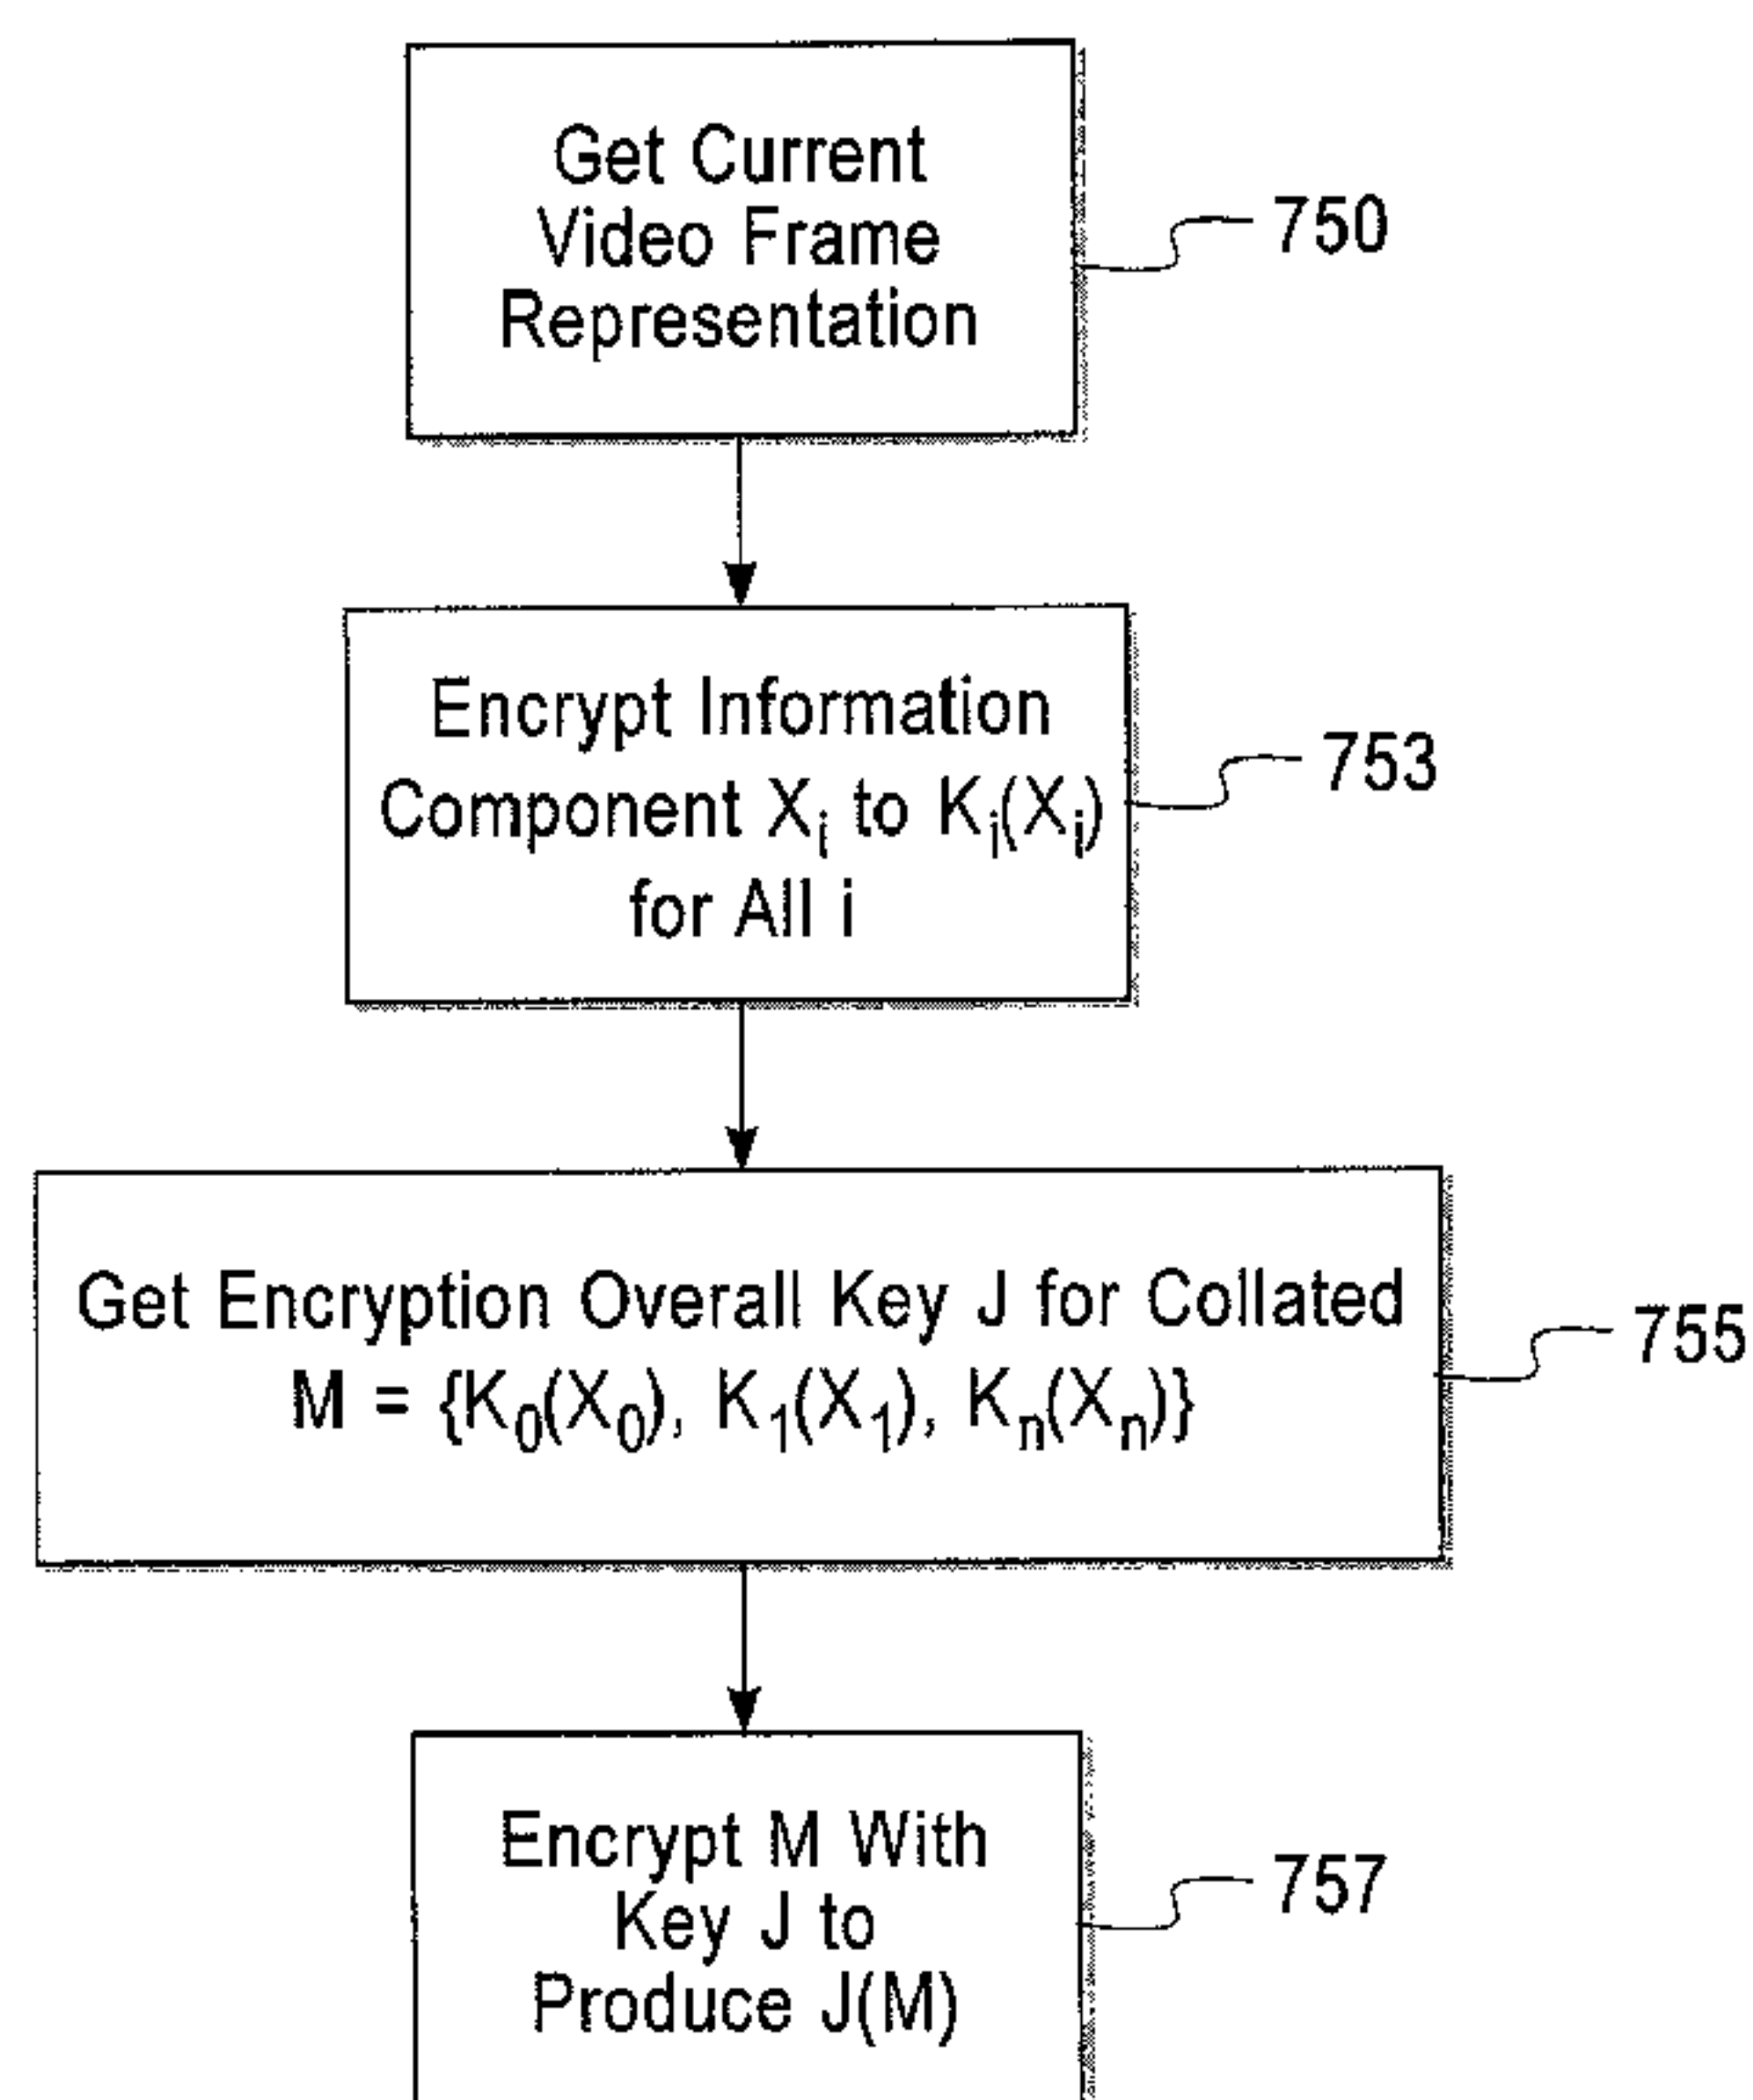 Get Current
Video Frame
Representation
750
Encrypt Information
Component Xi to Ki(Xi)
for All i
753
Get Encryption Overall Key J for Collated
M = {K0(X0), K1(X1), Kn(Xn)}
755
Encrypt M With
Key J to
Produce J(M)
757